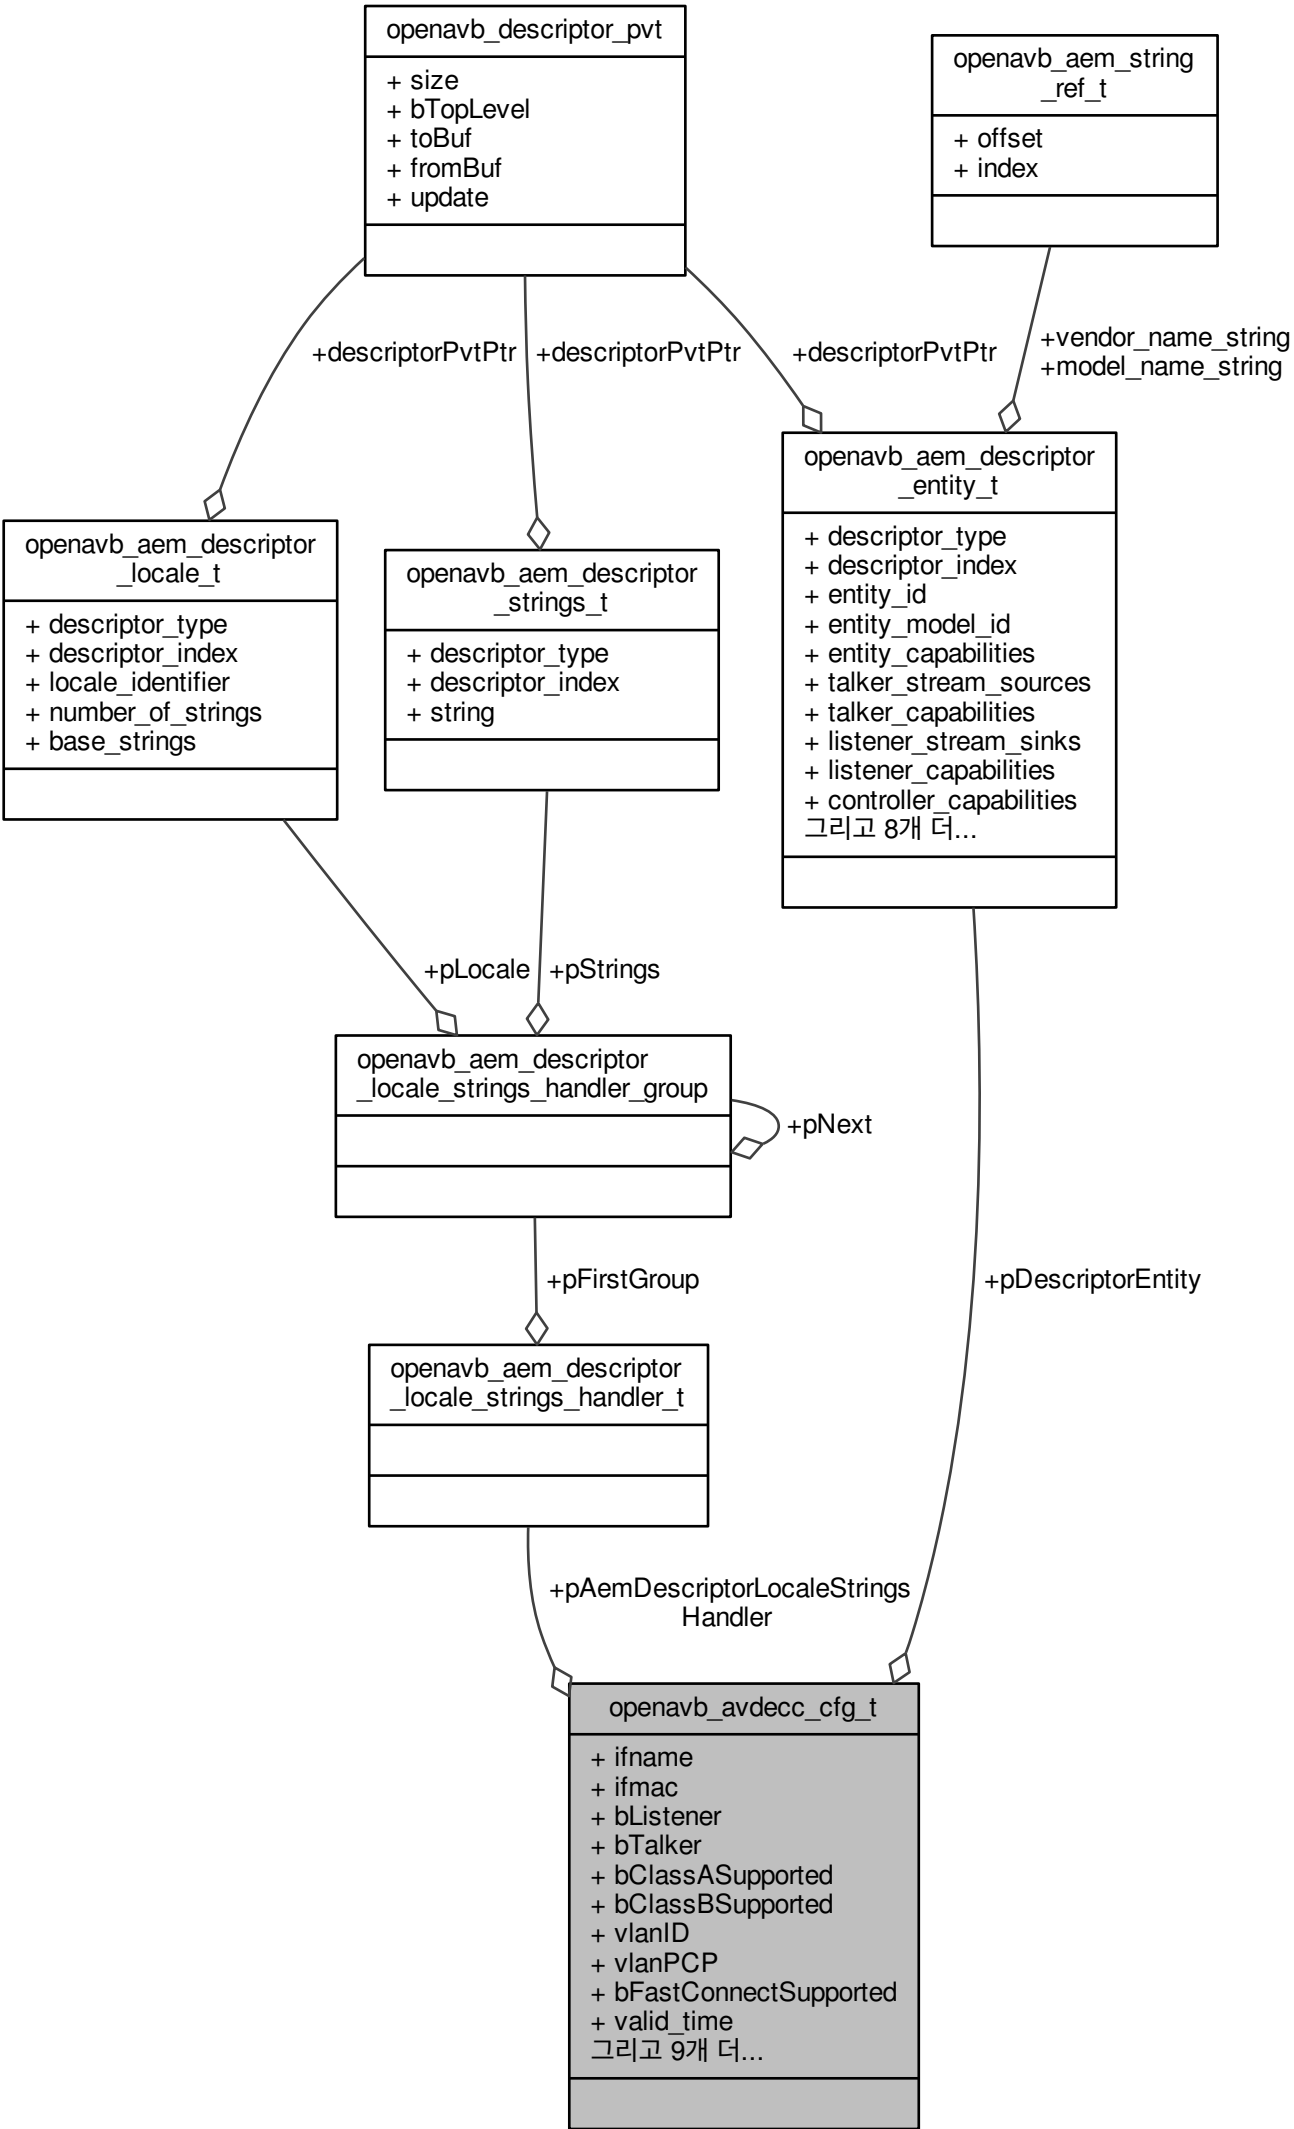 openavb_descriptor_pvt
+ size
+ bTopLevel
+ toBuf
+ fromBuf
+ update
openavb_aem_string
_ref_t
+ offset
+ index
+descriptorPvtPtr
+descriptorPvtPtr
+descriptorPvtPtr
+vendor_name_string
+model_name_string
openavb_aem_descriptor
_locale_t
+ descriptor_type
+ descriptor_index
+ locale_identifier
+ number_of_strings
+ base_strings
openavb_aem_descriptor
_strings_t
+ descriptor_type
+ descriptor_index
+ string
openavb_aem_descriptor
_entity_t
+ descriptor_type
+ descriptor_index
+ entity_id
+ entity_model_id
+ entity_capabilities
+ talker_stream_sources
+ talker_capabilities
+ listener_stream_sinks
+ listener_capabilities
+ controller_capabilities
그리고 8개 더...
+pLocale
+pStrings
openavb_aem_descriptor
_locale_strings_handler_group
+pNext
+pFirstGroup
+pDescriptorEntity
openavb_aem_descriptor
_locale_strings_handler_t
+pAemDescriptorLocaleStrings
Handler
openavb_avdecc_cfg_t
+ ifname
+ ifmac
+ bListener
+ bTalker
+ bClassASupported
+ bClassBSupported
+ vlanID
+ vlanPCP
+ bFastConnectSupported
+ valid_time
그리고 9개 더...